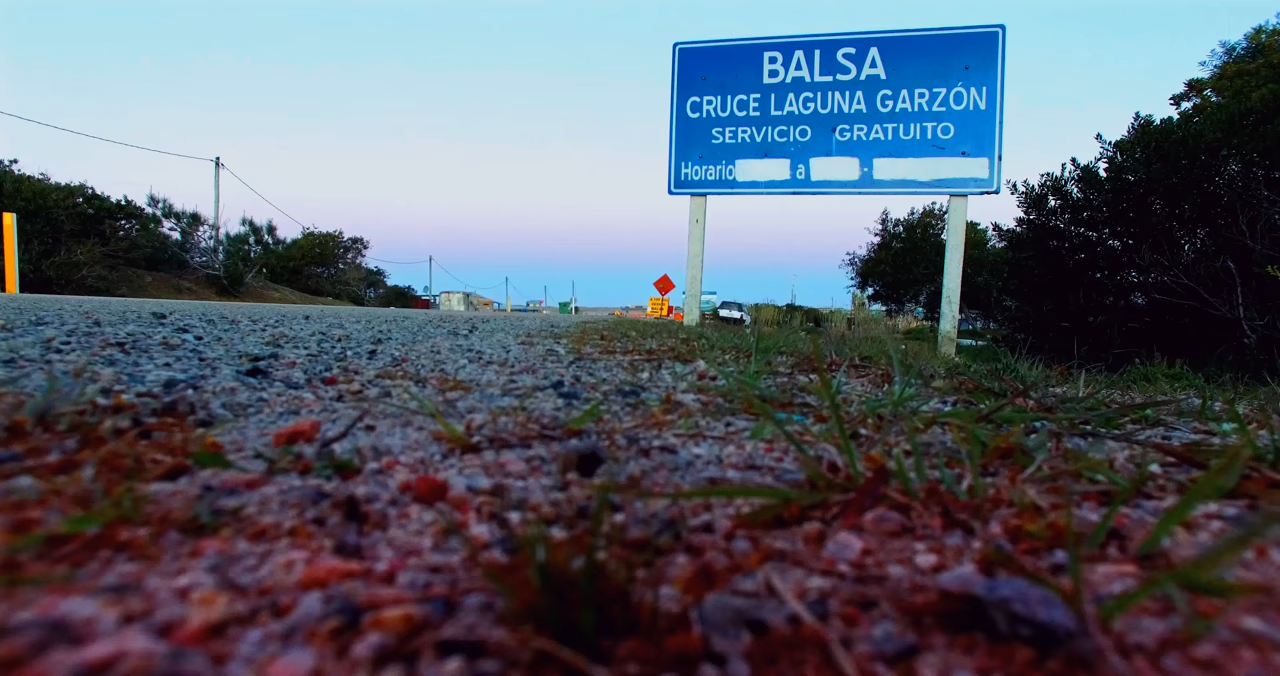 BALSA
CRUCE LAGUNA GARZÓN
SERVICIO GRATUITO
Horario a -